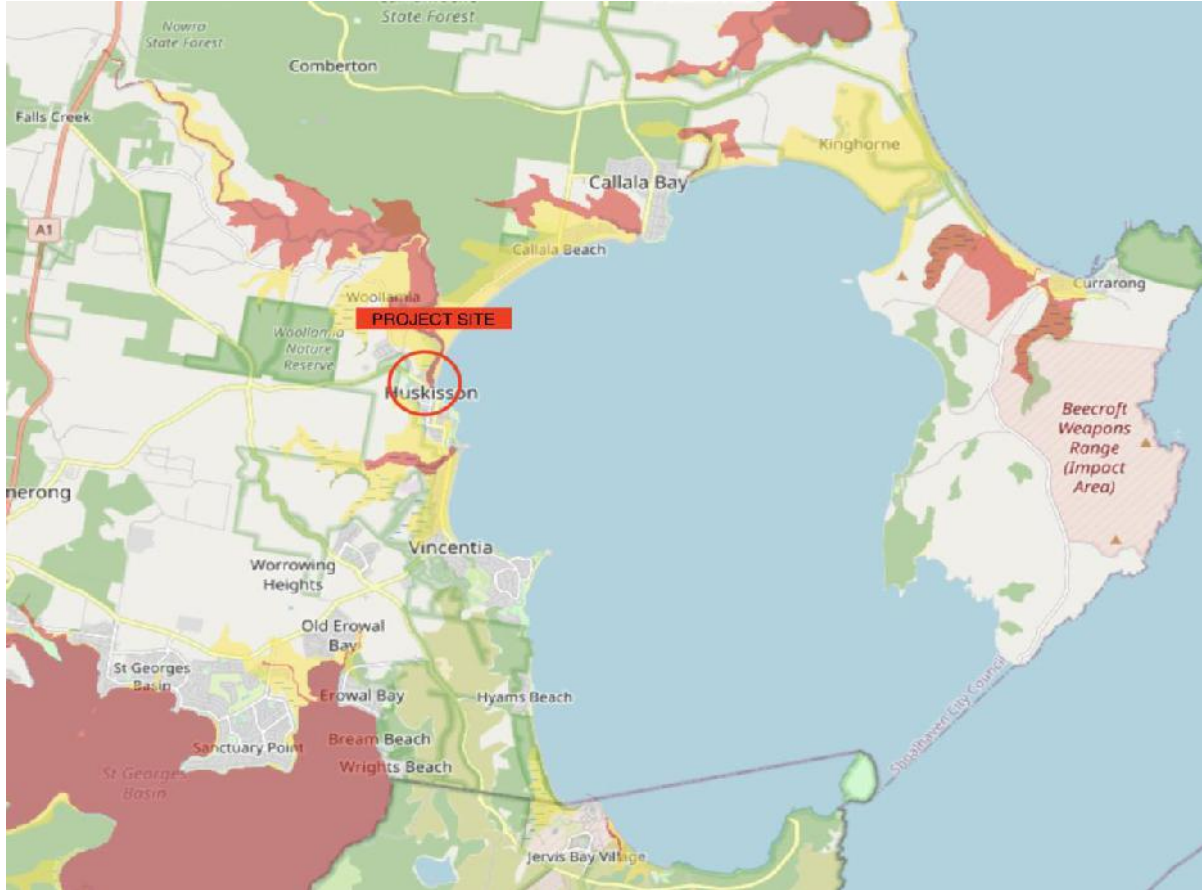 State Forest
Nowra
State Forest
Comberton
Falls Creek
Kinghorne
Callala Bay
A1
Callala Beach
Currarong
Woollamia
PROJECT SITE
Woollamia
Nature
Reserve
Huskisson
Beecroft
Weapons
Range
(Impact
Area)
nerong
Vincentia
Worrowing
Heights
Old Erowal
Bay
St Georges
Basin
Erowal Bay
Hyams Beach
Shoalhaven City Council
Bream Beach
Sanctuary Point
Wrights Beach
St Georges
Basin
Jervis Bay Village